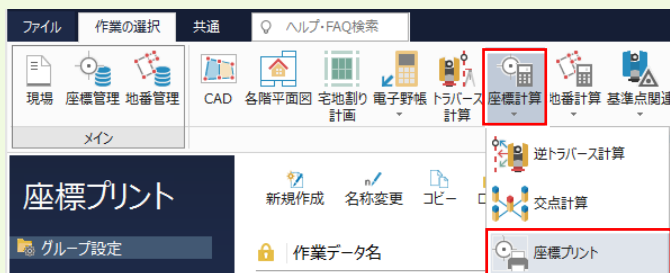 ファイル 作業の選択 共通 ヘルプ・FAQ検索
現場 座標管理 地番管理 CAD 各階平面図 宅地割り計画 電子野帳 トラバース計算 座標計算 地番計算 基準点関連
メイン
逆トラバース計算
座標プリント 新規作成 名称変更 コピー
交点計算
グループ設定 作業データ名 座標プリント